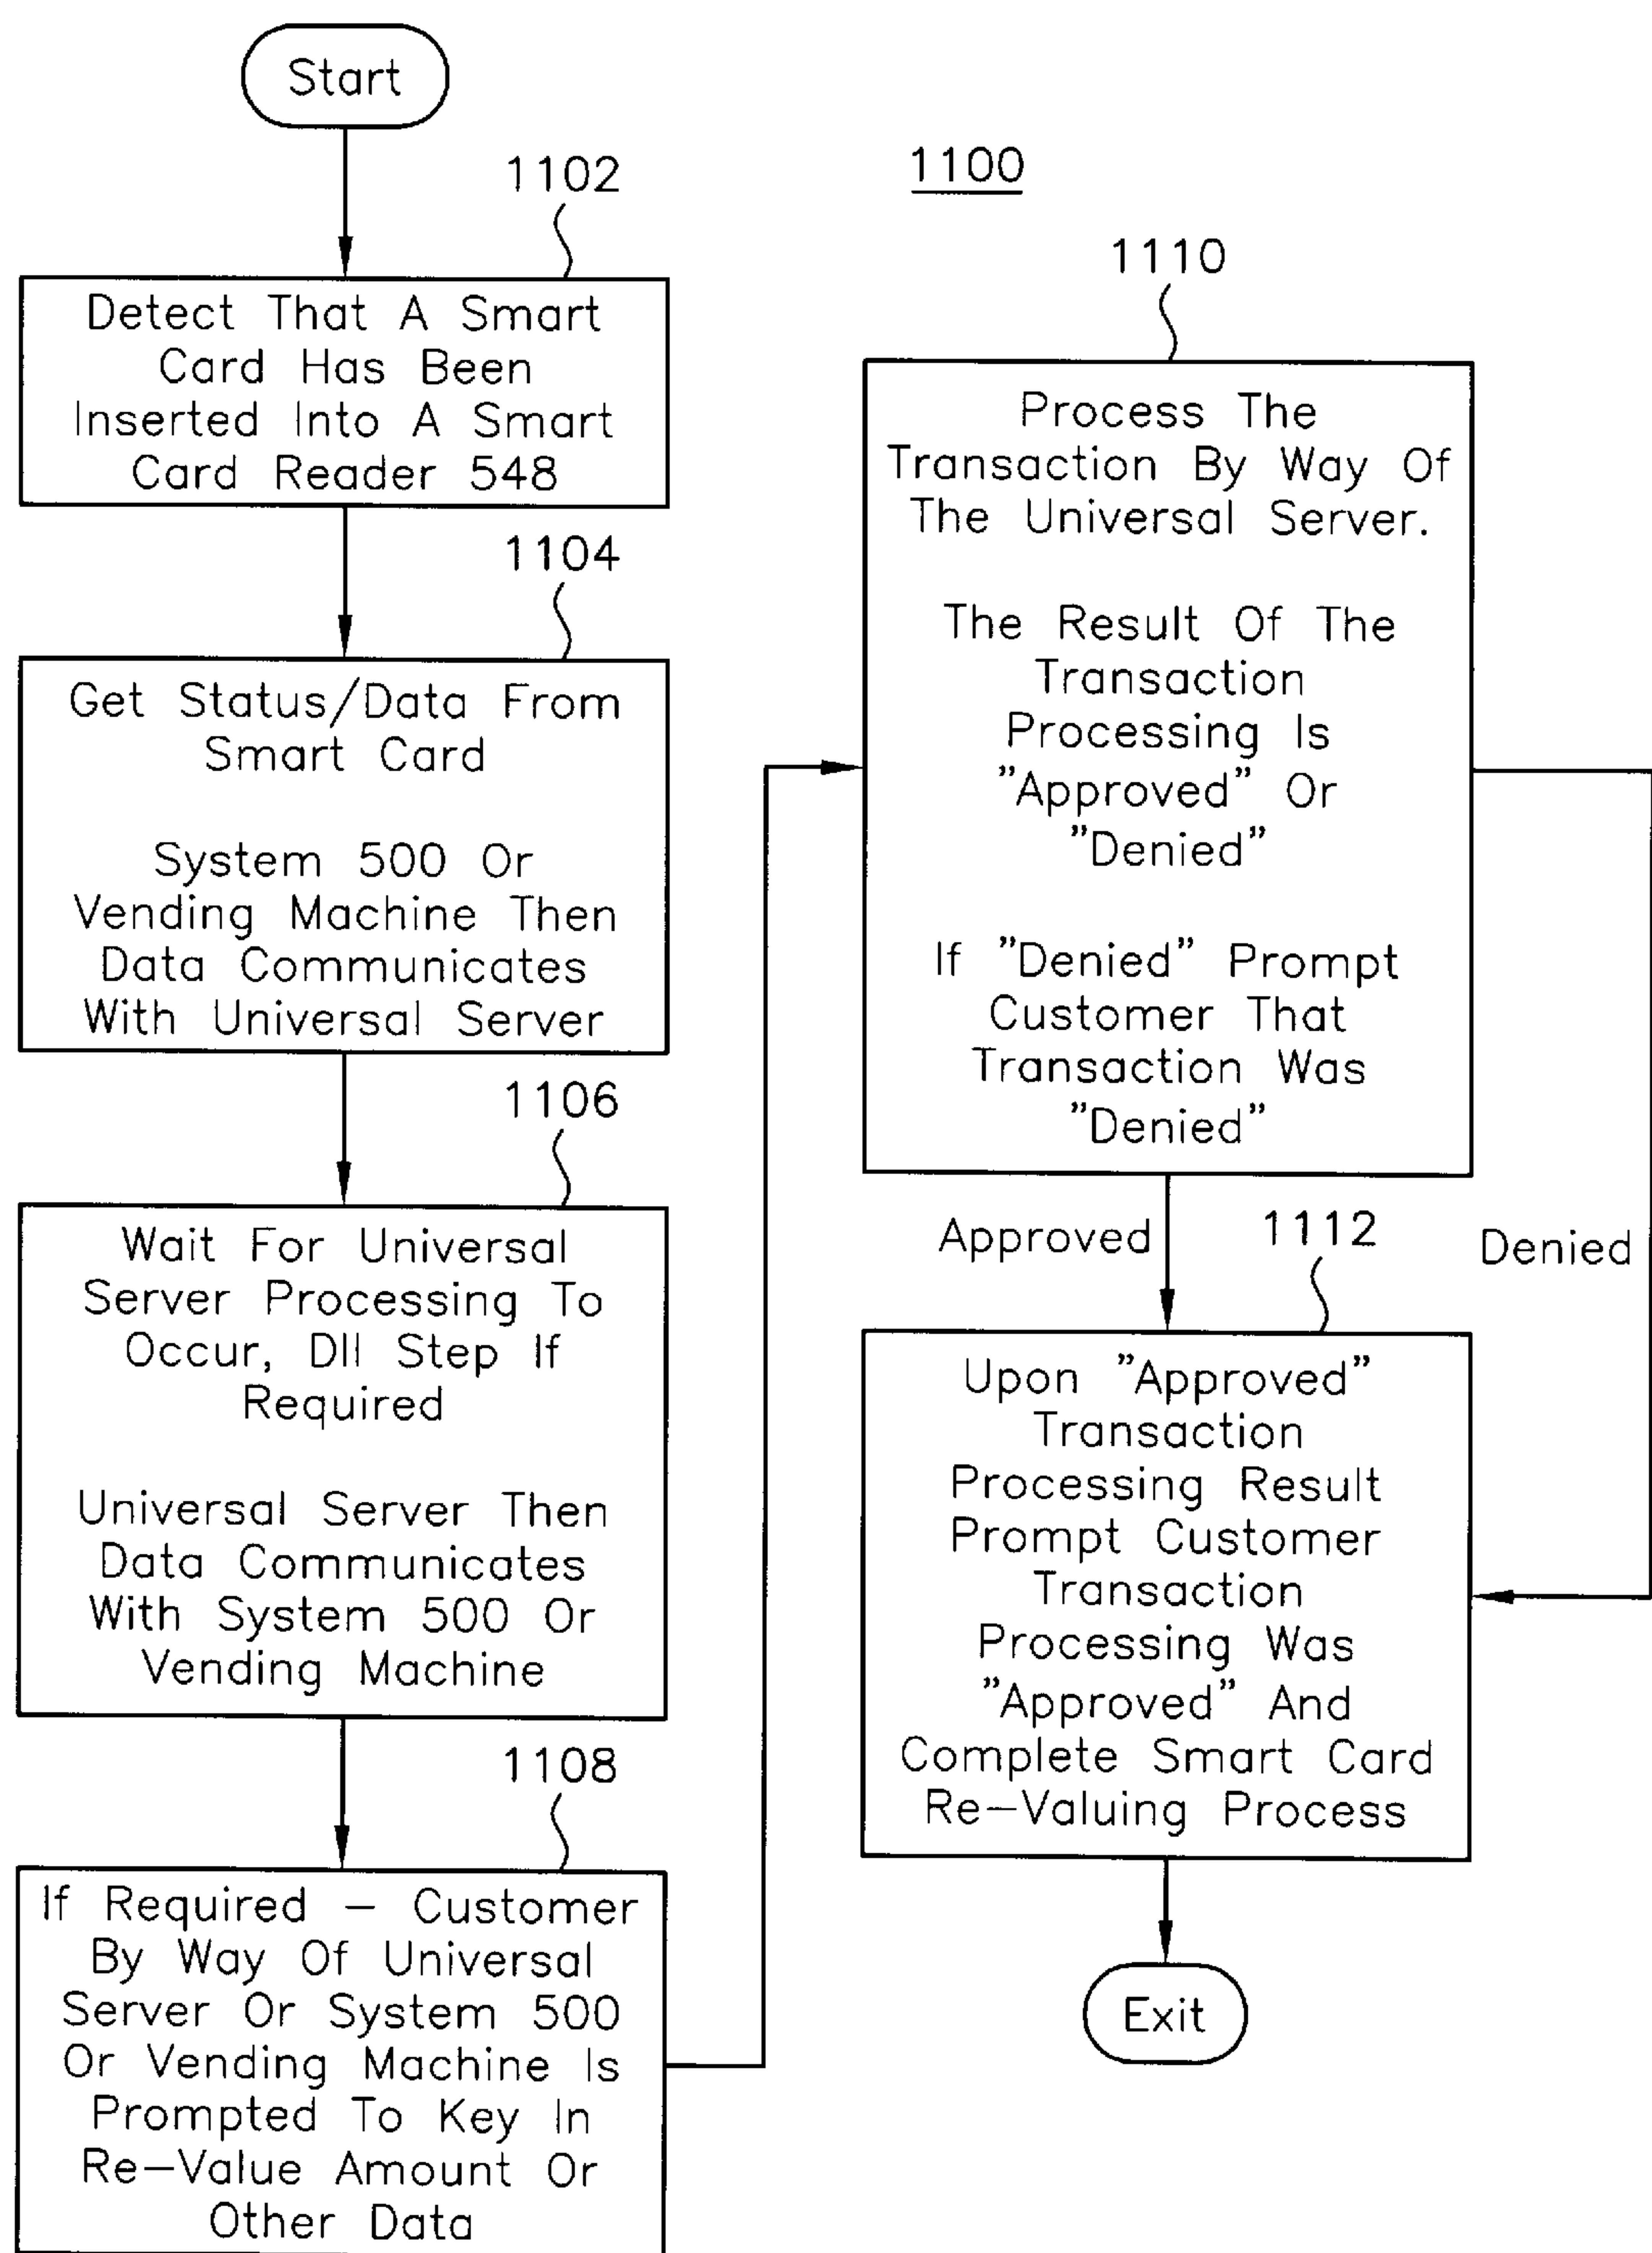 Start
1102
Detect That A Smart
Card Has Been
Inserted Into A Smart
Card Reader 548
1104
Get Status/Data From
Smart Card
System 500 Or
Vending Machine Then
Data Communicates
With Universal Server
1106
Wait For Universal
Server Processing To
Occur, DII Step If
Required
Universal Server Then
Data Communicates
With System 500 Or
Vending Machine
1108
If Required – Customer
By Way Of Universal
Server Or System 500
Or Vending Machine Is
Prompted To Key In
Re–Value Amount Or
Other Data
1100
1110
Process The
Transaction By Way Of
The Universal Server.
The Result Of The
Transaction
Processing Is
"Approved" Or
"Denied"
If "Denied" Prompt
Customer That
Transaction Was
"Denied"
Approved
1112
Denied
Upon "Approved"
Transaction
Processing Result
Prompt Customer
Transaction
Processing Was
"Approved" And
Complete Smart Card
Re–Valuing Process
Exit